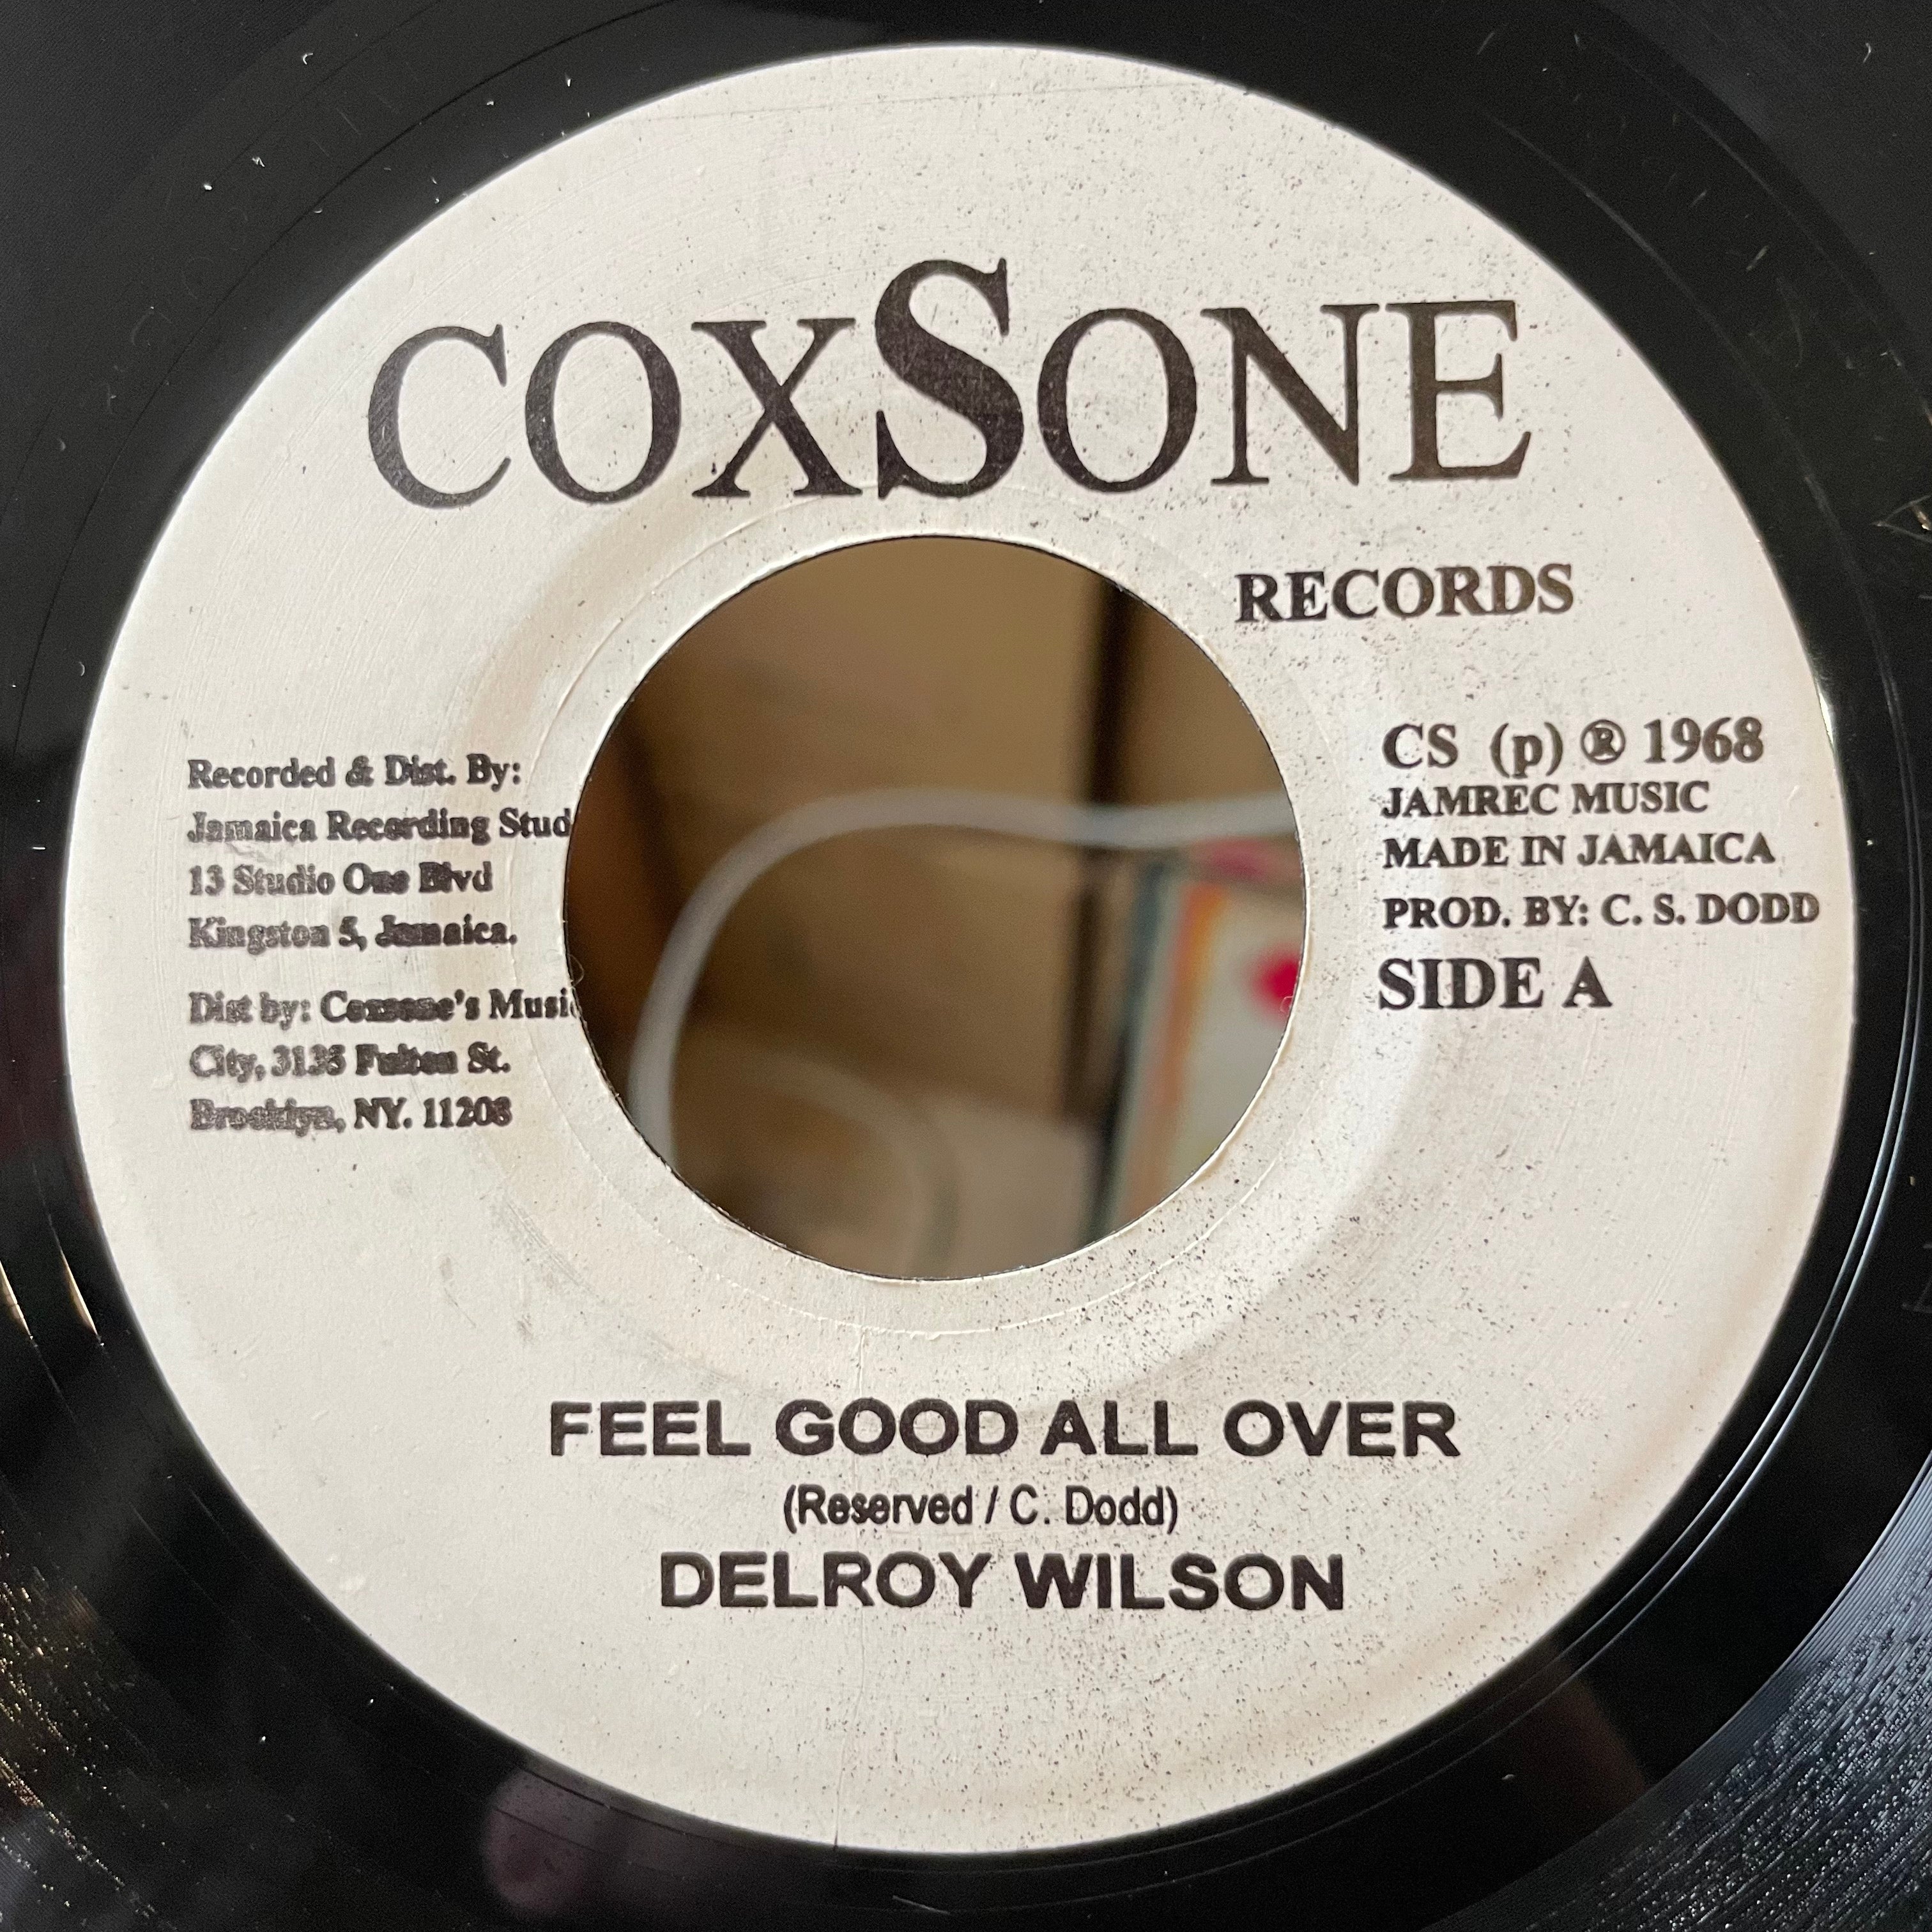 COXSONE
RECORDS
Recorded & Dist. By:
Jamaica Recording Stud
13 Studio One Blvd
Kingston 5, Jamaica.
Dist by: Coxsone's Musi
City, 3135 Fulton St.
Brooklyn, NY. 11208
CS (p) ® 1968
JAMREC MUSIC
MADE IN JAMAICA
PROD. BY: C. S. DODD
SIDE A
FEEL GOOD ALL OVER
(Reserved / C. Dodd)
DELROY WILSON